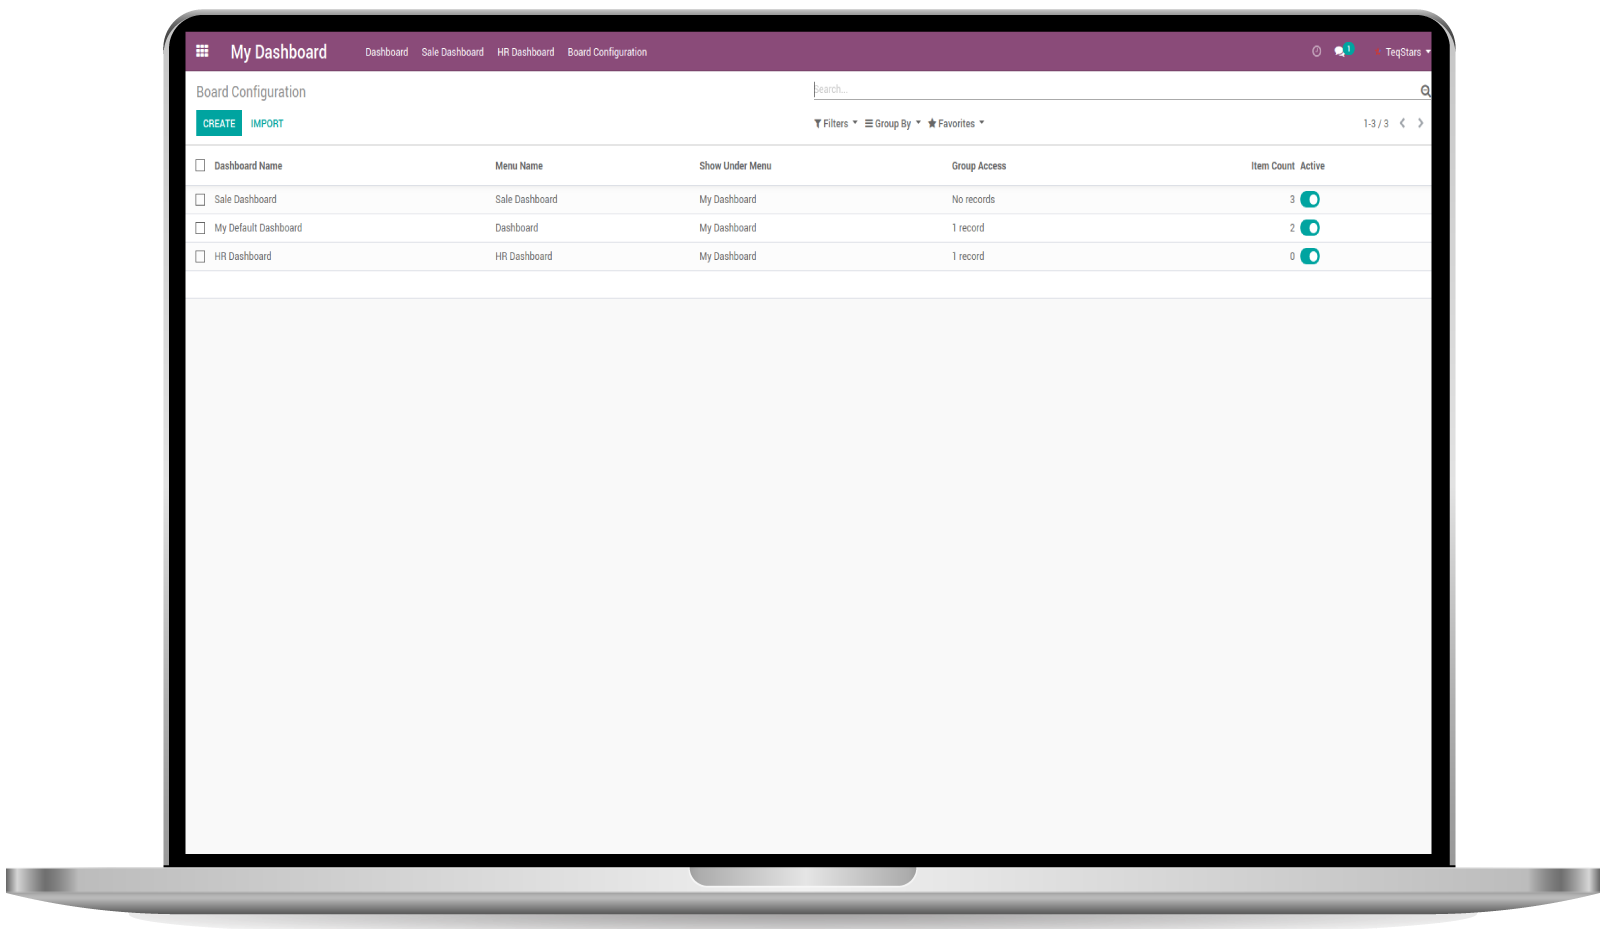 My Dashboard Dashboard Sale Dashboard HR Dashboard Board Configuration 1 TeqStars
Board Configuration Search...
CREATE IMPORT Filters Group By Favorites 1-3 / 3
Dashboard Name Menu Name Show Under Menu Group Access Item Count Active
Sale Dashboard Sale Dashboard My Dashboard No records 3
My Default Dashboard Dashboard My Dashboard 1 record 2
HR Dashboard HR Dashboard My Dashboard 1 record 0